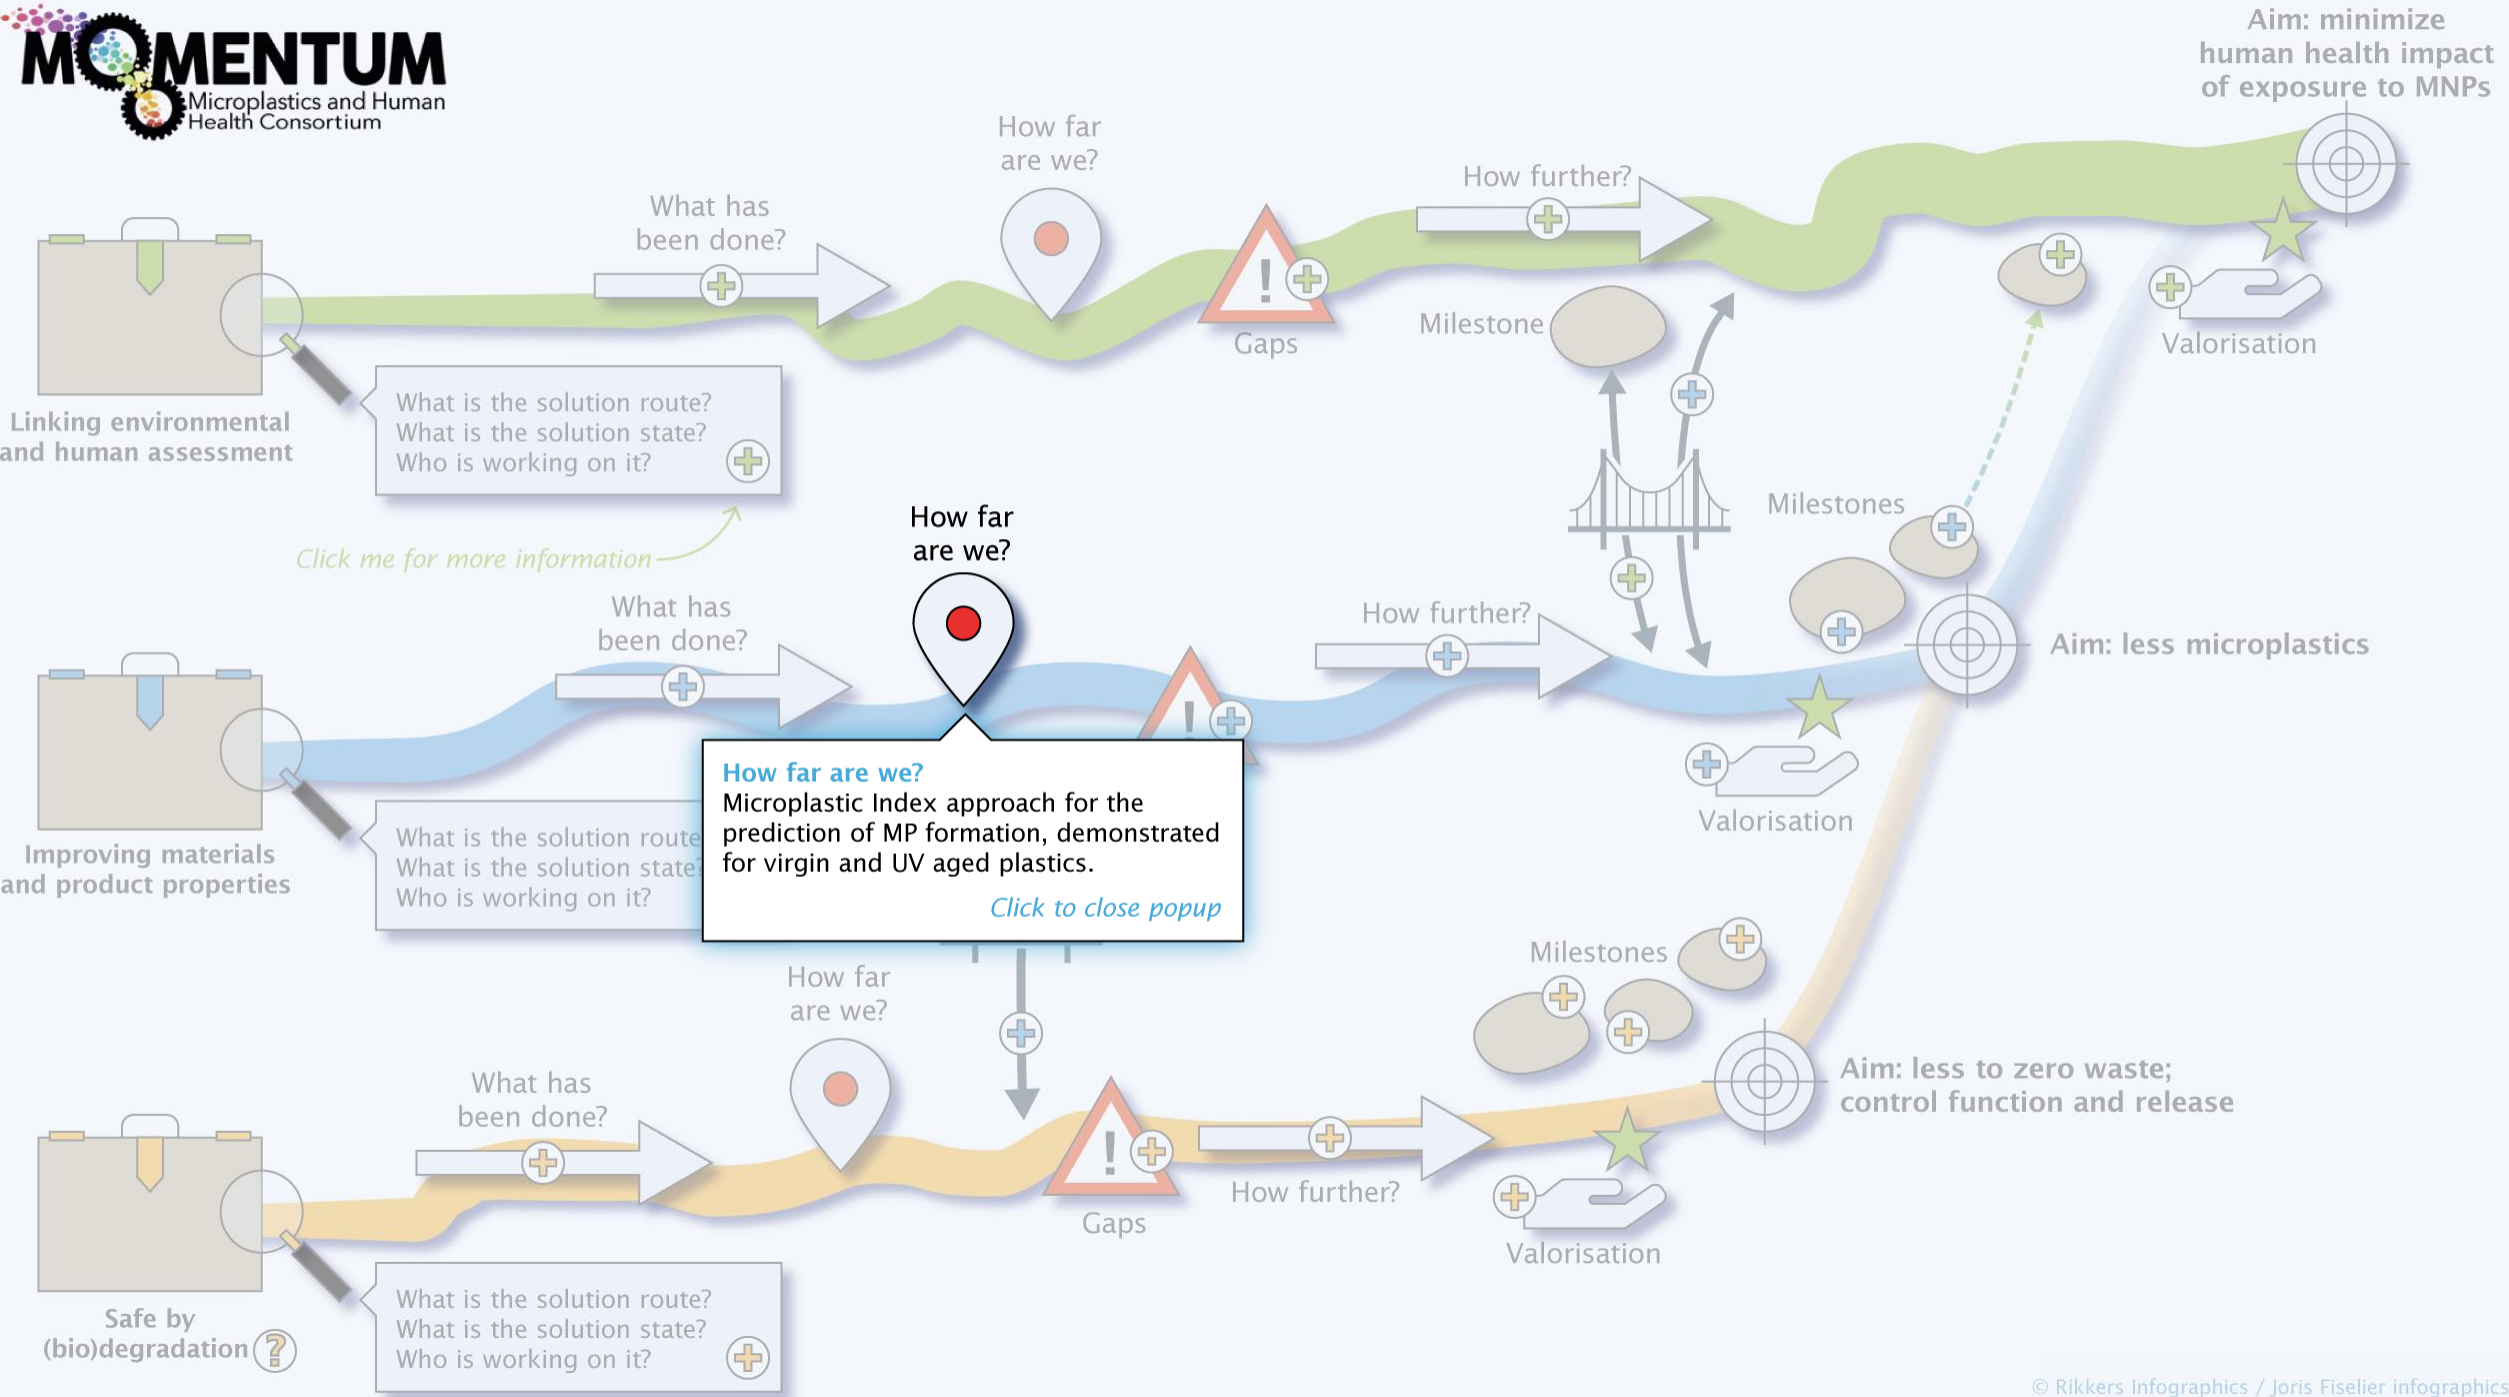 MOMENTUM
Microplastics and Human
Health Consortium
Aim: minimize
human health impact
of exposure to MNPs
How far
are we?
How further?
What has
been done?
!
Gaps
Milestone
Valorisation
Linking environmental
and human assessment
What is the solution route?
What is the solution state?
Who is working on it?
Click me for more information
Milestones
How far
are we?
What has
been done?
How further?
Aim: less microplastics
!
Valorisation
How far are we?
Microplastic Index approach for the
prediction of MP formation, demonstrated
for virgin and UV aged plastics.
Click to close popup
Improving materials
and product properties
What is the solution route
What is the solution state?
Who is working on it?
Milestones
How far
are we?
What has
been done?
Aim: less to zero waste;
control function and release
!
Gaps
How further?
Valorisation
Safe by
(bio)degradation ?
What is the solution route?
What is the solution state?
Who is working on it?
© Rikkers Infographics / Joris Fiselier infographics